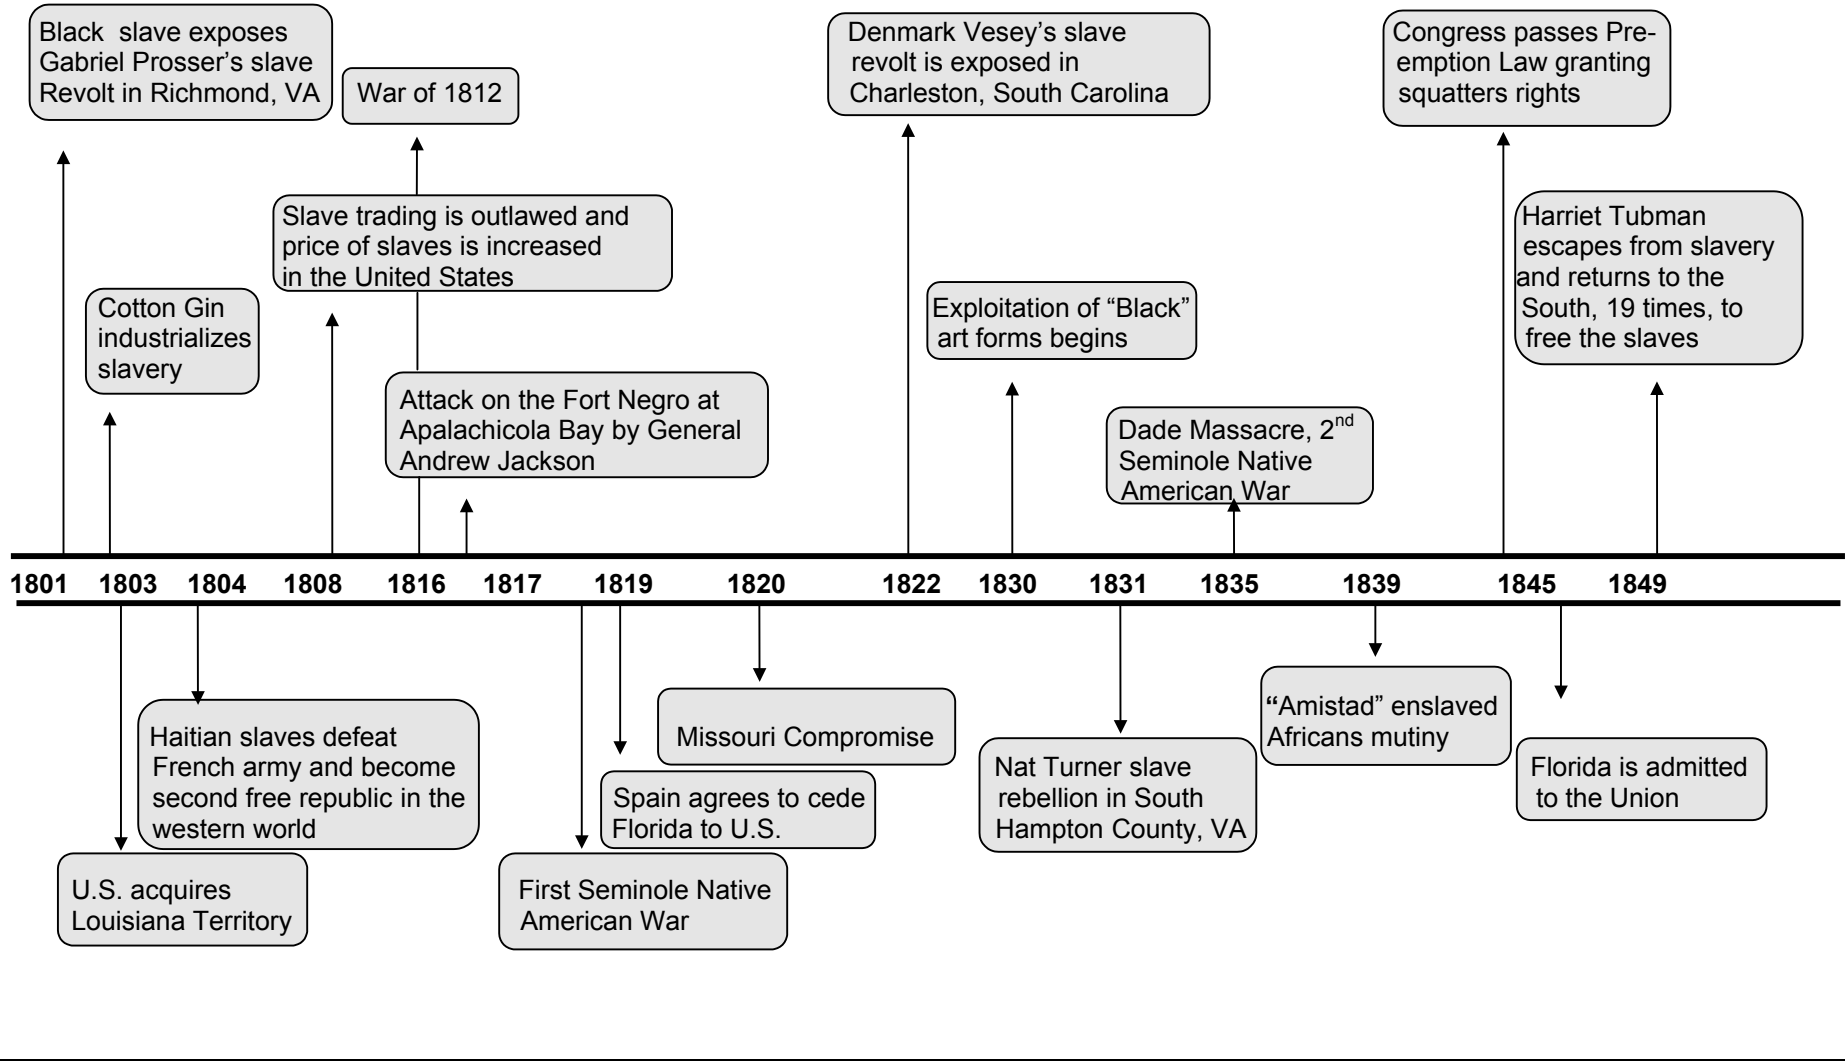 Black  slave exposes
Gabriel Prosser’s slave
Revolt in Richmond, VA
War of 1812
Denmark Vesey’s slave
revolt is exposed in
Charleston, South Carolina
Congress passes Pre-
emption Law granting
squatters rights
Slave trading is outlawed and
price of slaves is increased
in the United States
Harriet Tubman
escapes from slavery
and returns to the
South, 19 times, to
free the slaves
Cotton Gin
industrializes
slavery
Exploitation of “Black”
art forms begins
Attack on the Fort Negro at
Apalachicola Bay by General
Andrew Jackson
Dade Massacre, 2nd
Seminole Native
American War
1801 1803 1804 1808 1816 1817 1819 1820 1822 1830 1831 1835 1839 1845 1849
Haitian slaves defeat
French army and become
second free republic in the
western world
Missouri Compromise
“Amistad” enslaved
Africans mutiny
Spain agrees to cede
Florida to U.S.
Nat Turner slave
rebellion in South
Hampton County, VA
Florida is admitted
to the Union
U.S. acquires
Louisiana Territory
First Seminole Native
American War